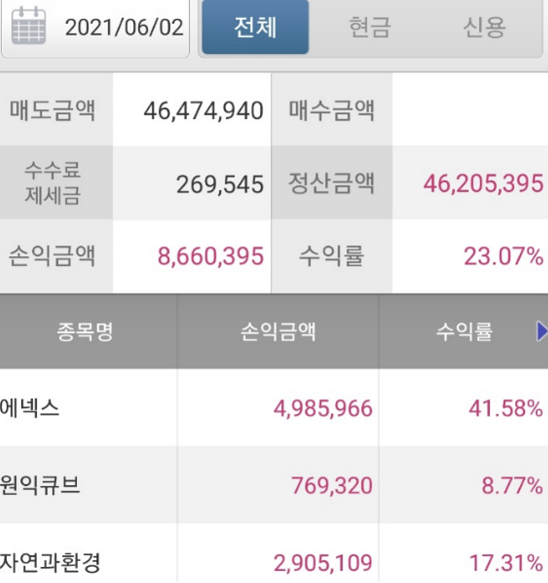 2021/06/02 전체 현금 신용
매도금액 46,474,940 매수금액
수수료
제세금 269,545 정산금액 46,205,395
손익금액 8,660,395 수익률 23.07%
종목명 손익금액 수익률
에넥스 4,985,966 41.58%
원익큐브 769,320 8.77%
자연과환경 2,905,109 17.31%